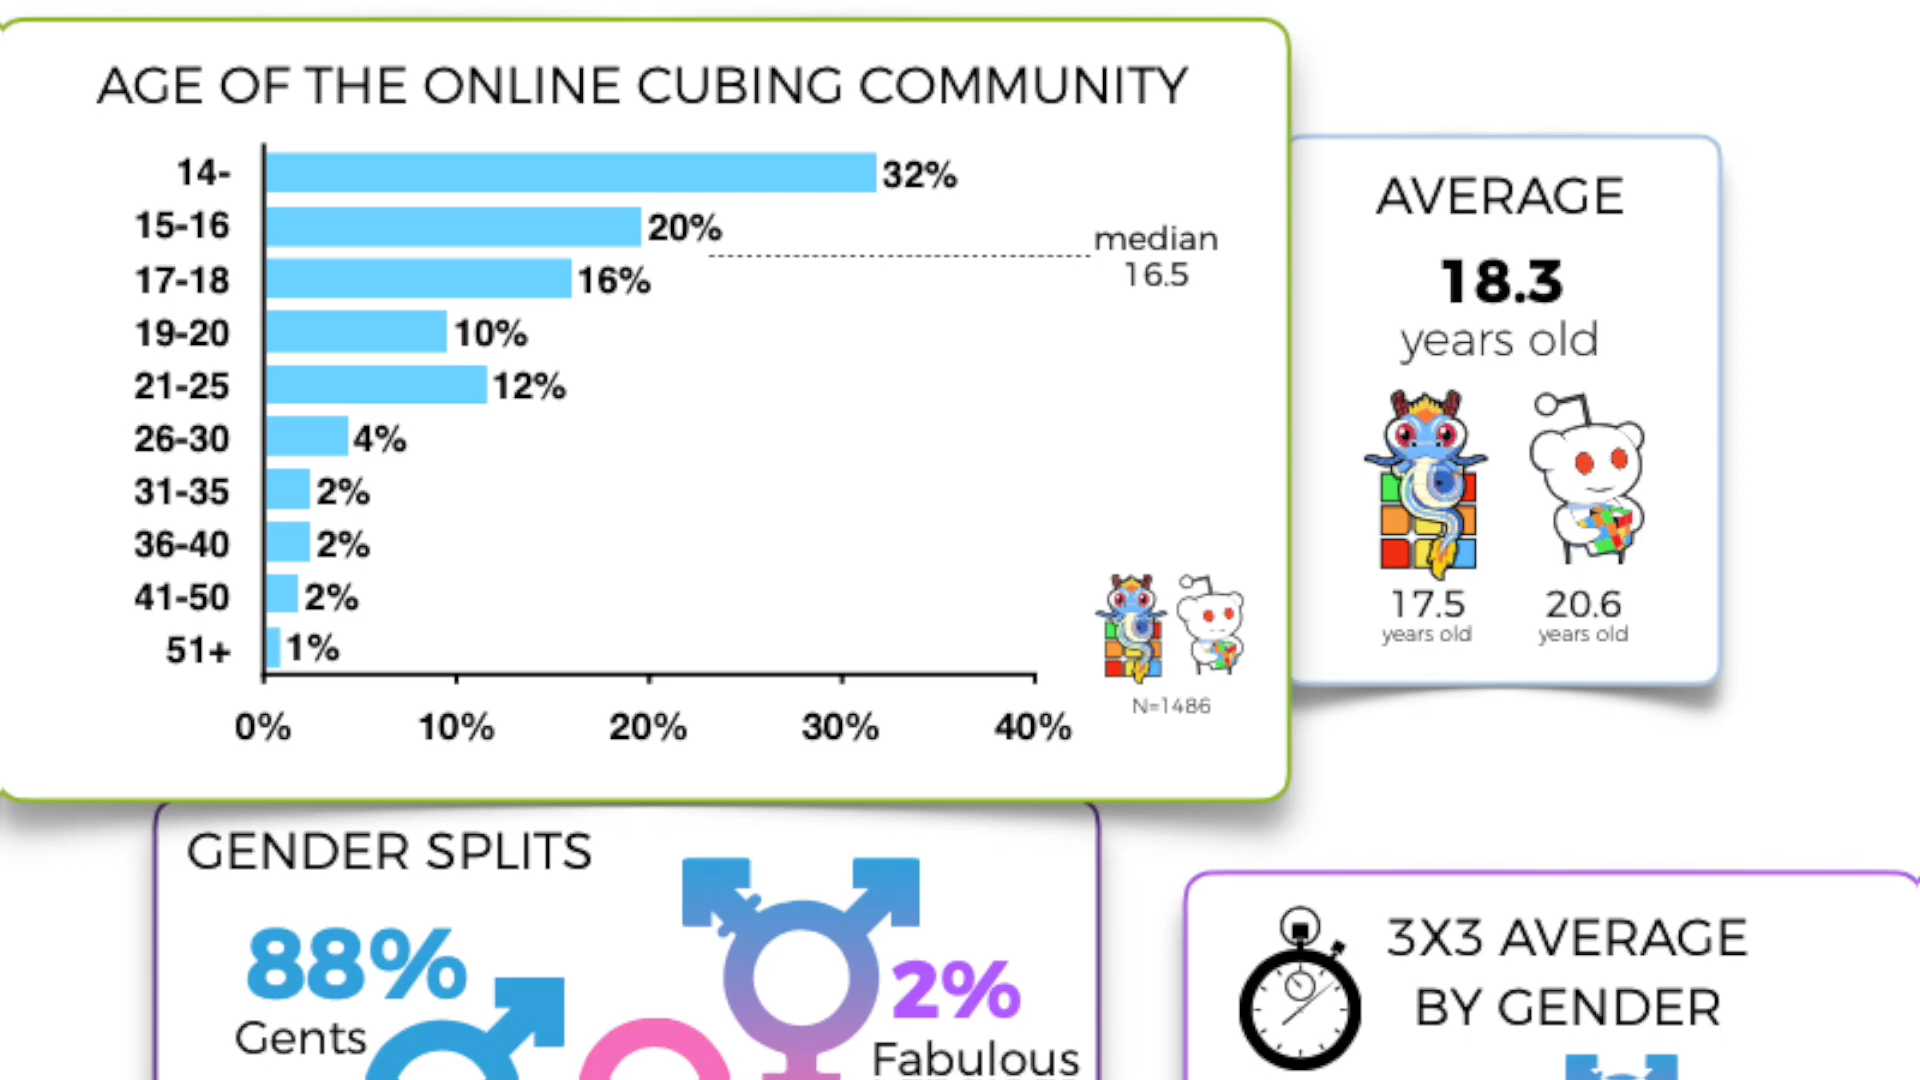 AGE OF THE ONLINE CUBING COMMUNITY
14-
32%
15-16
20%
median
16.5
17-18
16%
19-20
10%
21-25
12%
26-30
4%
31-35
2%
36-40
2%
41-50
2%
51+
1%
0%
10%
20%
30%
40%
N=1486
AVERAGE
18.3
years old
17.5
years old
20.6
years old
GENDER SPLITS
88%
Gents
2%
Fabulous
3X3 AVERAGE
BY GENDER